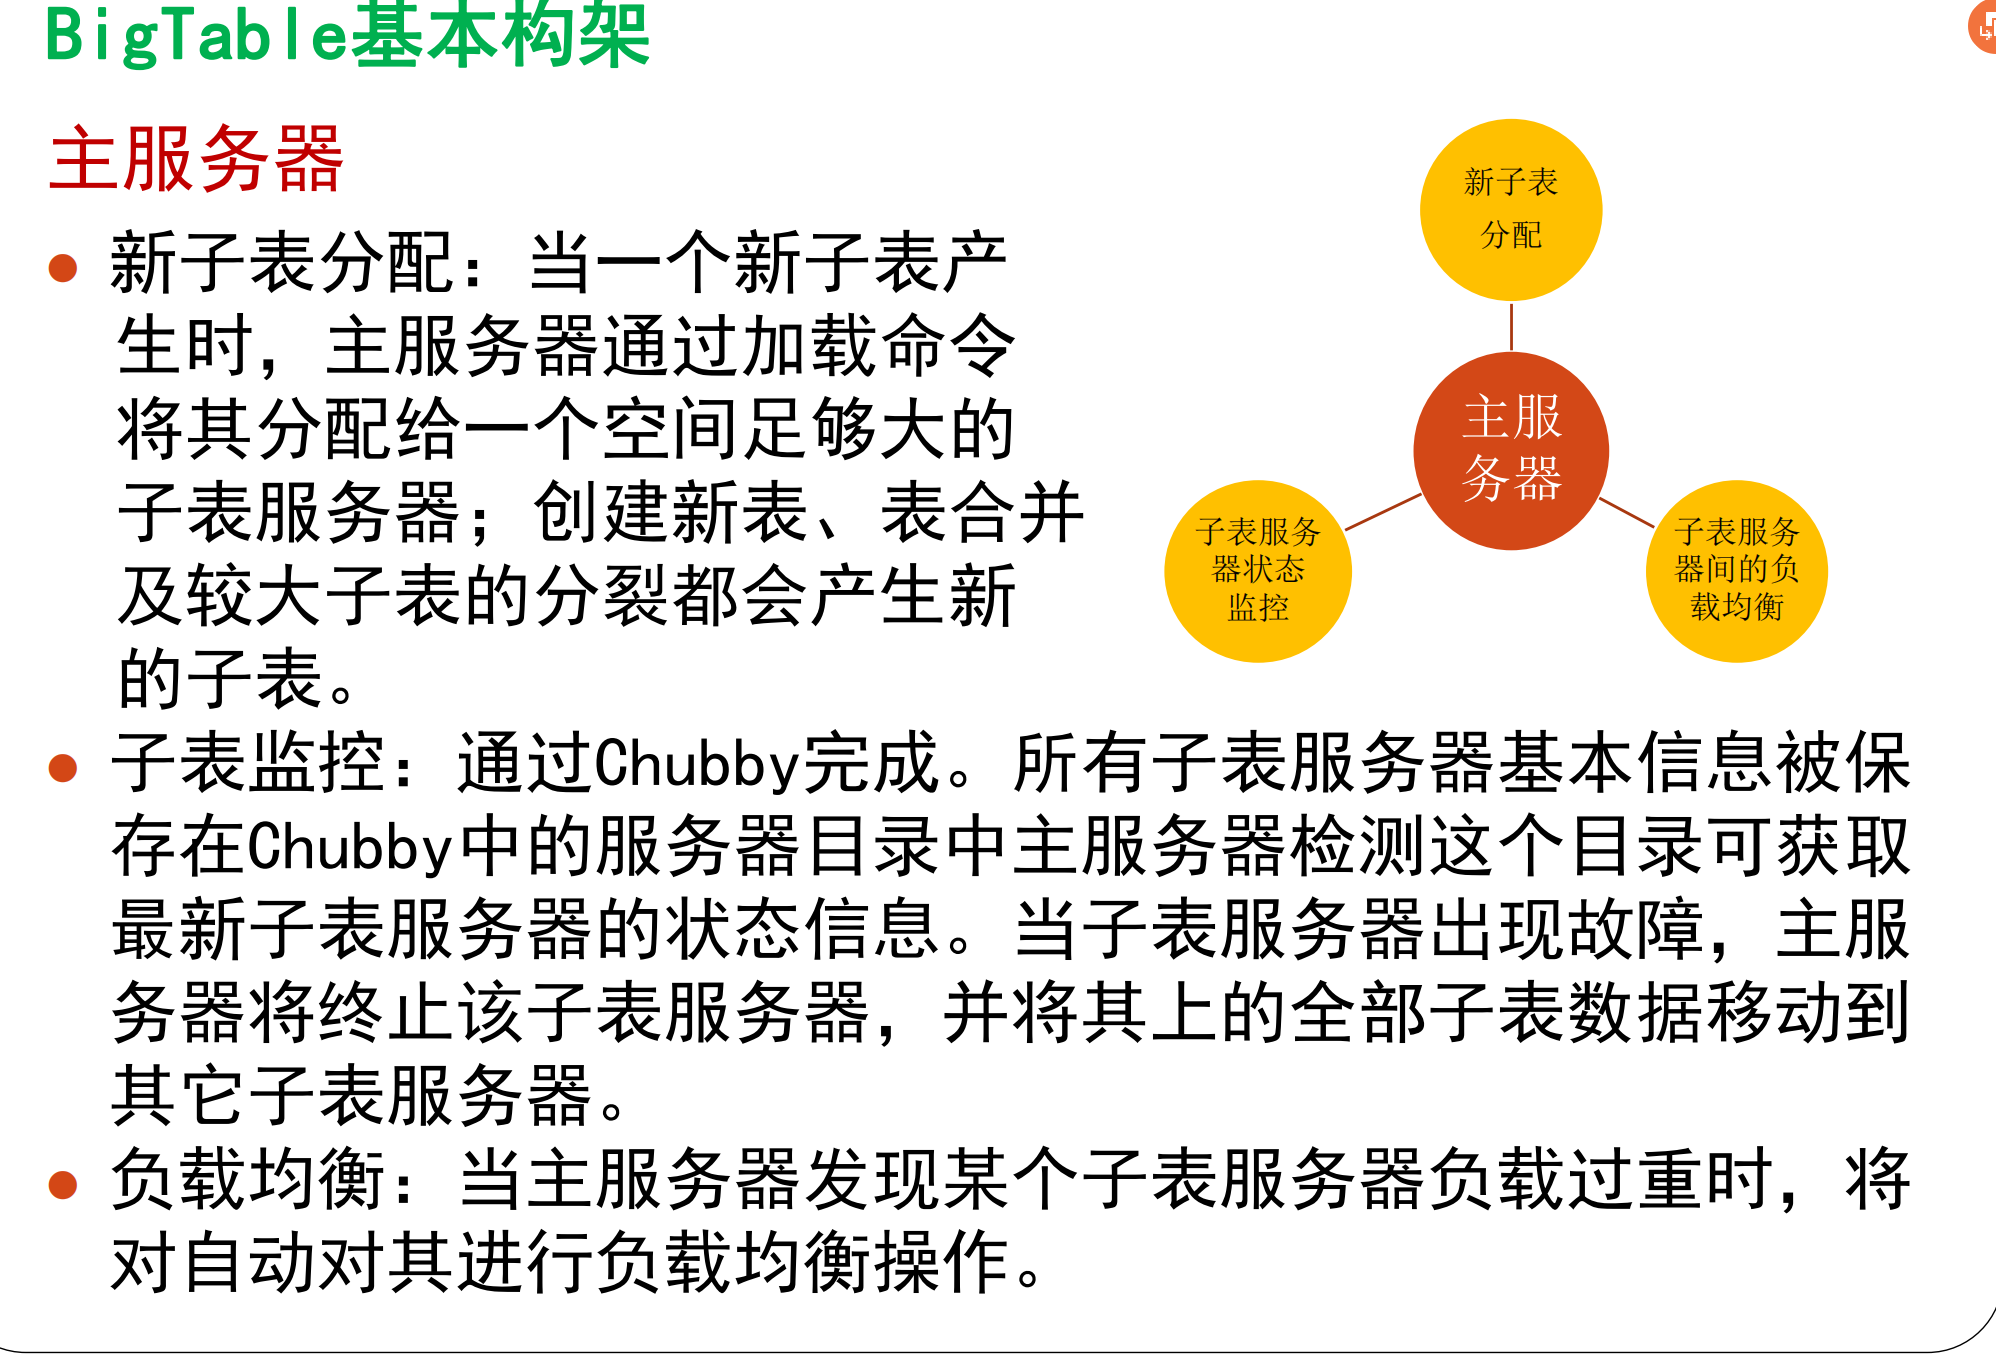 BigTable基本构架
主服务器
新子表分配：当一个新子表产
生时，主服务器通过加载命令
将其分配给一个空间足够大的
子表服务器；创建新表、表合并
及较大子表的分裂都会产生新
的子表。
子表监控：通过Chubby完成。所有子表服务器基本信息被保
存在Chubby中的服务器目录中主服务器检测这个目录可获取
最新子表服务器的状态信息。当子表服务器出现故障，主服
务器将终止该子表服务器，并将其上的全部子表数据移动到
其它子表服务器。
负载均衡：当主服务器发现某个子表服务器负载过重时，将
对自动对其进行负载均衡操作。
新子表
分配
主服
务器
子表服务
器状态
监控
子表服务
器间的负
载均衡